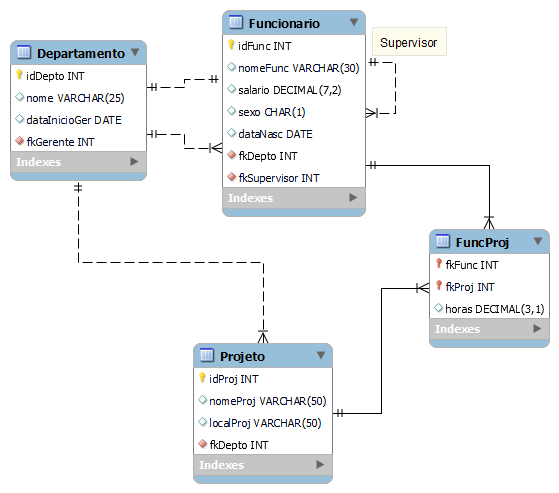 Departamento
idDepto INT
nome VARCHAR(25)
dataInicioGer DATE
fkGerente INT
Indexes
Funcionario
idFunc INT
nomeFunc VARCHAR(30)
salario DECIMAL(7,2)
sexo CHAR(1)
dataNasc DATE
fkDepto INT
fkSupervisor INT
Indexes
Supervisor
FuncProj
fkFunc INT
fkProj INT
horas DECIMAL(3,1)
Indexes
Projeto
idProj INT
nomeProj VARCHAR(50)
localProj VARCHAR(50)
fkDepto INT
Indexes